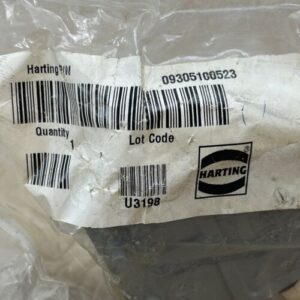 Harting P/N
09305100523
Quantity
Lot Code
1
U3198
HARTING